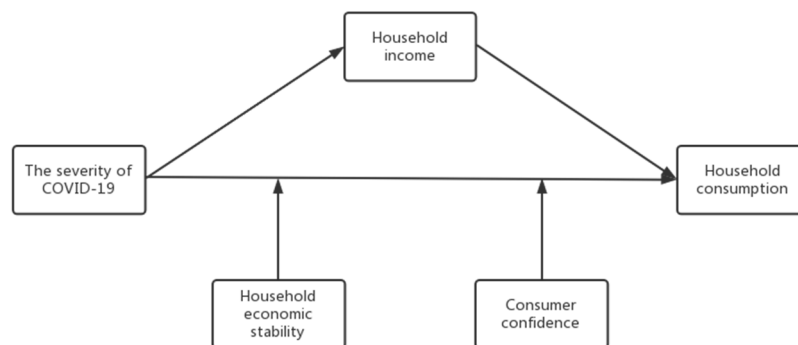 Household
income
The severity of
COVID-19
Household
consumption
Household
economic
stability
Consumer
confidence